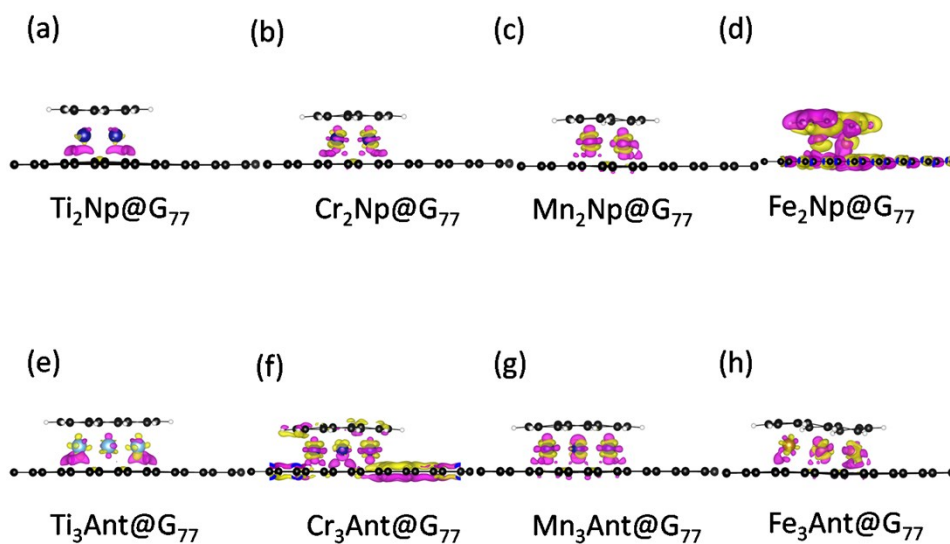 (a) (b) (c) (d)
Ti₂Np@G₇₇ Cr₂Np@G₇₇ Mn₂Np@G₇₇ Fe₂Np@G₇₇
(e) (f) (g) (h)
Ti₃Ant@G₇₇ Cr₃Ant@G₇₇ Mn₃Ant@G₇₇ Fe₃Ant@G₇₇